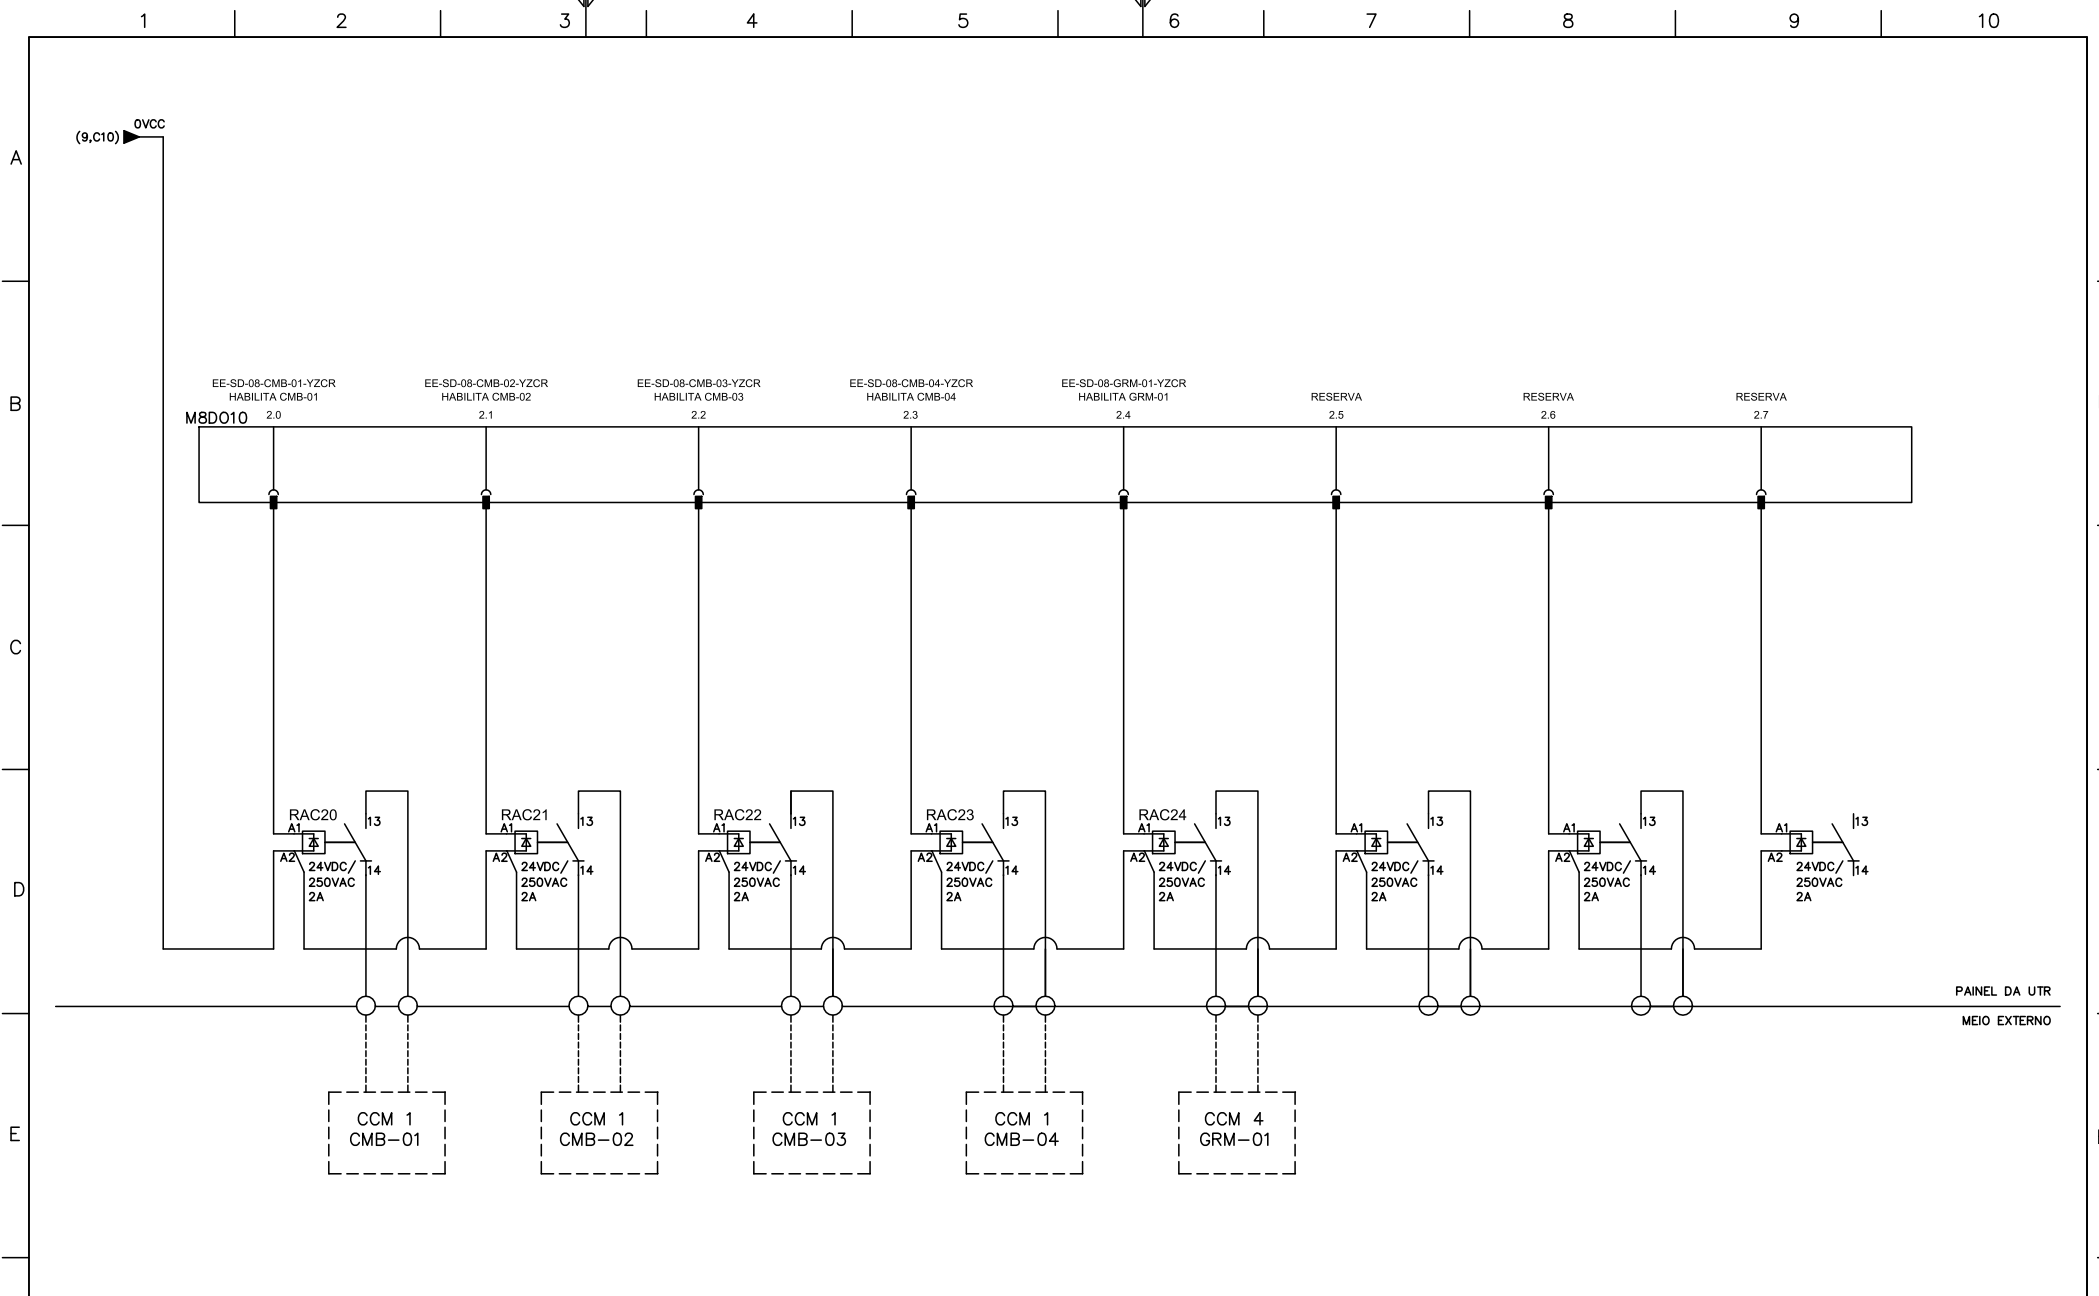 1 2 3 4 5 6 7 8 9 10
A
0VCC
(9,C10)
B
EE-SD-08-CMB-01-YZCR
HABILITA CMB-01
2.0
EE-SD-08-CMB-02-YZCR
HABILITA CMB-02
2.1
EE-SD-08-CMB-03-YZCR
HABILITA CMB-03
2.2
EE-SD-08-CMB-04-YZCR
HABILITA CMB-04
2.3
EE-SD-08-GRM-01-YZCR
HABILITA GRM-01
2.4
RESERVA
2.5
RESERVA
2.6
RESERVA
2.7
M8DO10
C
D
RAC20
A1
13
A2
14
24VDC/
250VAC
2A
RAC21
A1
13
A2
14
24VDC/
250VAC
2A
RAC22
A1
13
A2
14
24VDC/
250VAC
2A
RAC23
A1
13
A2
14
24VDC/
250VAC
2A
RAC24
A1
13
A2
14
24VDC/
250VAC
2A
A1
13
A2
14
24VDC/
250VAC
2A
A1
13
A2
14
24VDC/
250VAC
2A
A1
13
A2
14
24VDC/
250VAC
2A
PAINEL DA UTR
MEIO EXTERNO
E
CCM 1
CMB-01
CCM 1
CMB-02
CCM 1
CMB-03
CCM 1
CMB-04
CCM 4
GRM-01